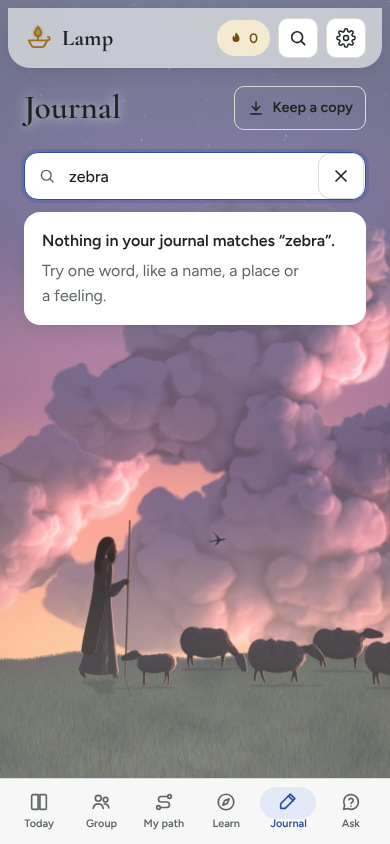 Lamp
0
Journal
Keep a copy
zebra
Nothing in your journal matches “zebra”.
Try one word, like a name, a place or
a feeling.
Today
Group
My path
Learn
Journal
Ask